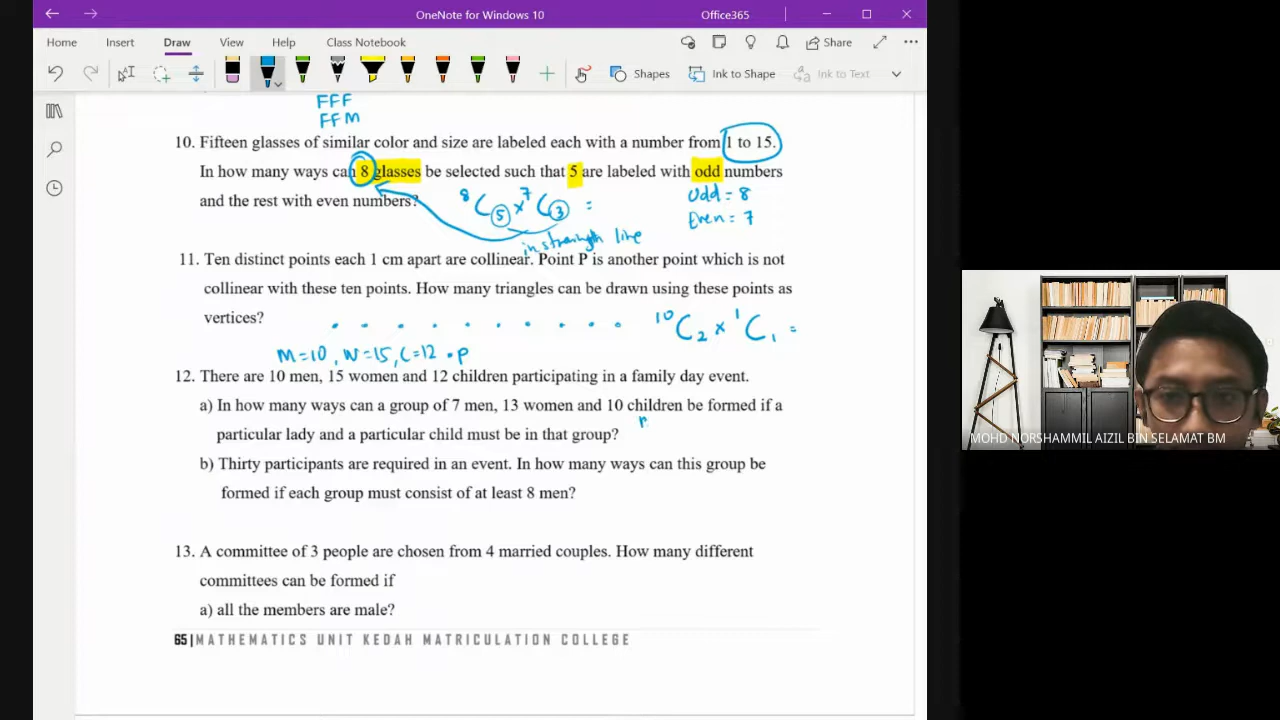 OneNote for Windows 10
Office365
Home Insert Draw View Help Class Notebook
Share
Shapes
Ink to Shape
Ink to Text
FFF
FFM
10. Fifteen glasses of similar color and size are labeled each with a number from 1 to 15.
In how many ways can 8 glasses be selected such that 5 are labeled with odd numbers
and the rest with even numbers?
⁸C₅ × ⁷C₃ =
Odd = 8
Even = 7
in straigth line
11. Ten distinct points each 1 cm apart are collinear. Point P is another point which is not
collinear with these ten points. How many triangles can be drawn using these points as
vertices?
¹⁰C₂ × ¹C₁ =
M=10, W=15, C=12 • P
12. There are 10 men, 15 women and 12 children participating in a family day event.
a) In how many ways can a group of 7 men, 13 women and 10 children be formed if a
particular lady and a particular child must be in that group?
b) Thirty participants are required in an event. In how many ways can this group be
formed if each group must consist of at least 8 men?
13. A committee of 3 people are chosen from 4 married couples. How many different
committees can be formed if
a) all the members are male?
65|MATHEMATICS UNIT KEDAH MATRICULATION COLLEGE
MOHD NORSHAMMIL AIZIL BIN SELAMAT BM